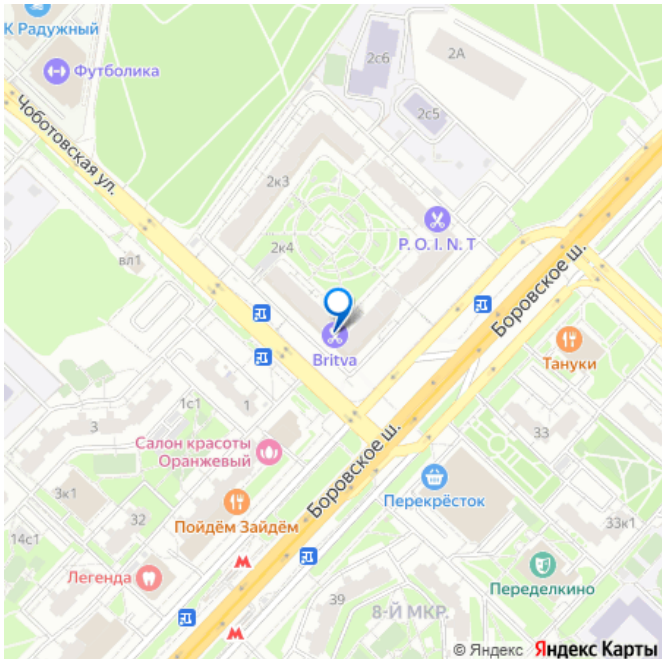 К Радужный
Футболика
2с6
2А
2с5
Чоботовская ул.
2к3
P. O. I. N. T
2к4
вл1
Боровское ш.
Britva
Тануки
1с1
1
3
Салон красоты
Оранжевый
33
Боровское ш.
3к1
Перекрёсток
Пойдём Зайдём
32
33к1
14с1
Легенда
Переделкино
39
8-Й МКР.
© Яндекс Яндекс Карты